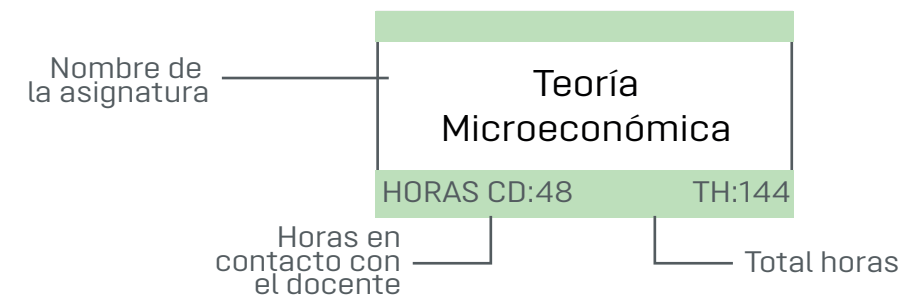 Nombre de
la asignatura
Teoría
Microeconómica
HORAS CD:48 TH:144
Horas en
contacto con
el docente
Total horas